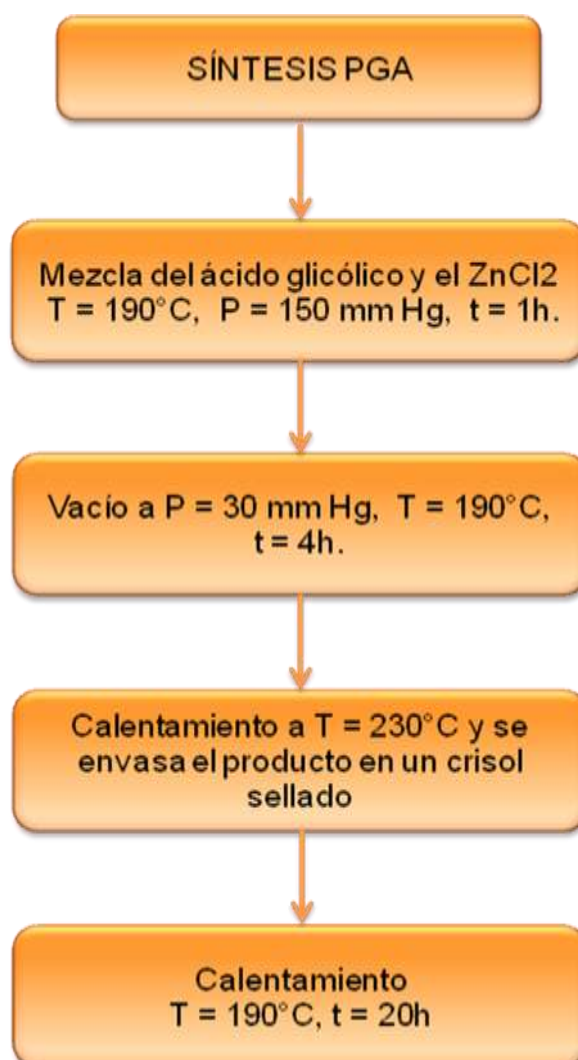 SÍNTESIS PGA
Mezcla del ácido glicólico y el ZnCl2
T = 190°C, P = 150 mm Hg, t = 1h.
Vacío a P = 30 mm Hg, T = 190°C,
t = 4h.
Calentamiento a T = 230°C y se
envasa el producto en un crisol
sellado
Calentamiento
T = 190°C, t = 20h